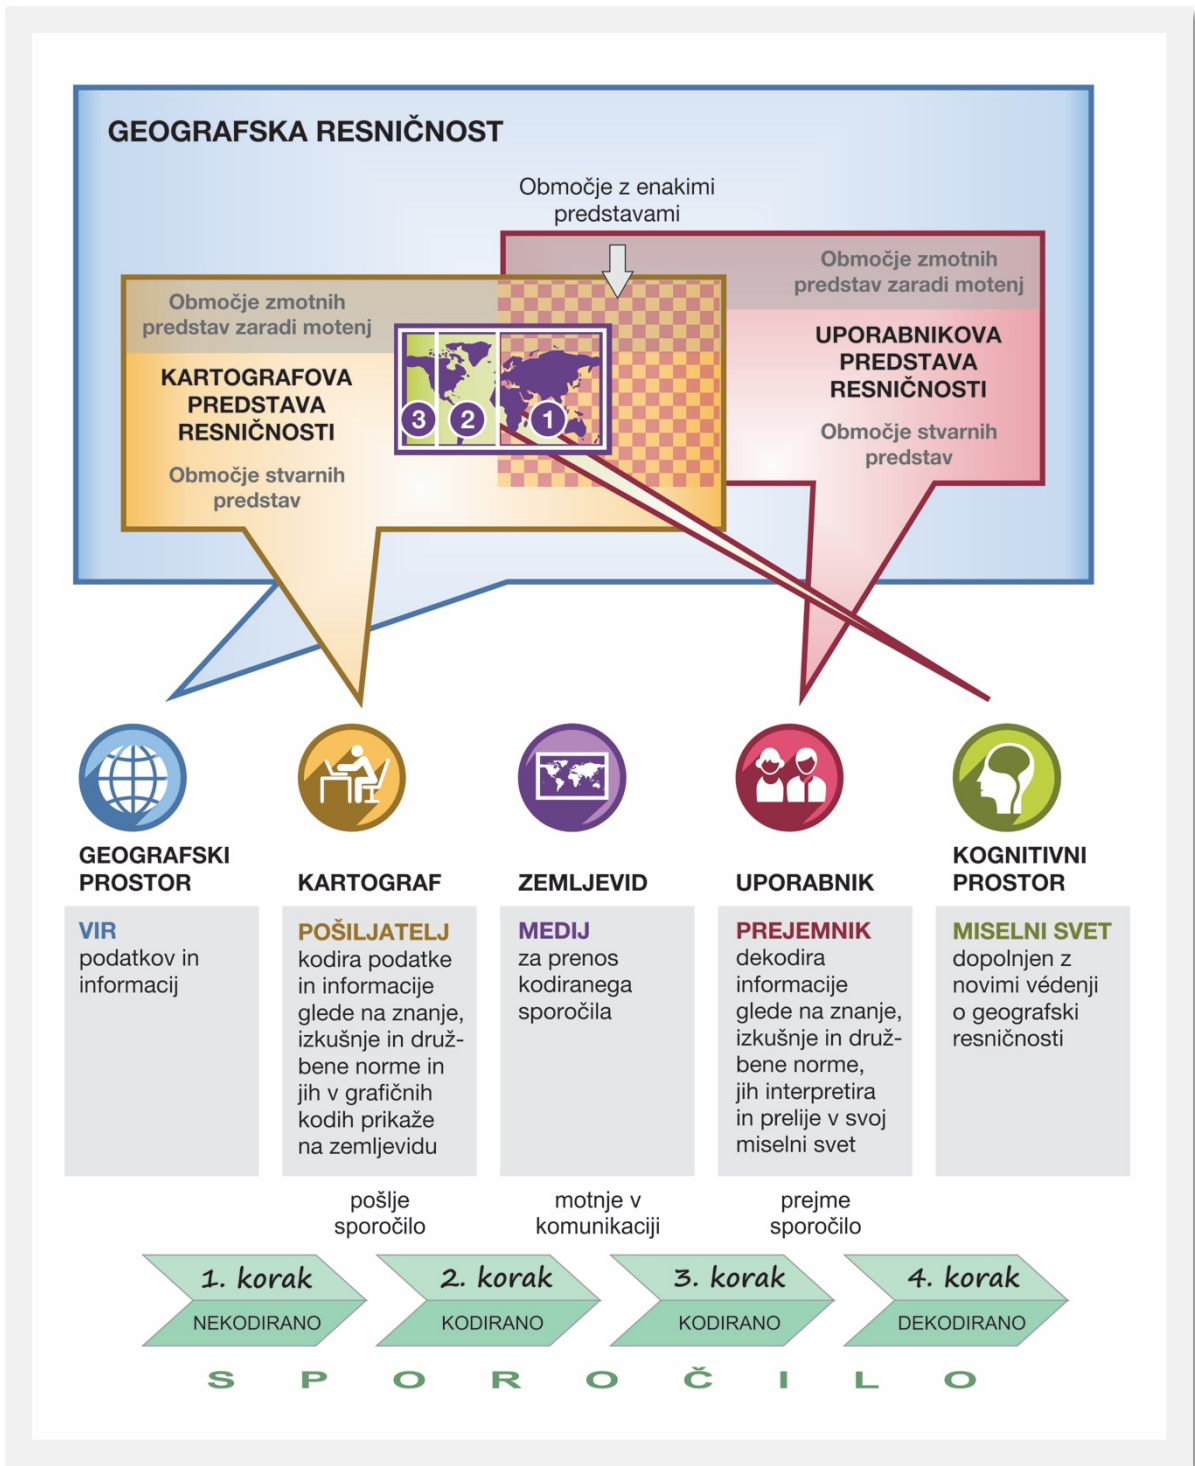 GEOGRAFSKA RESNIČNOST
Območje z enakimi
predstavami
Območje zmotnih
predstav zaradi motenj
UPORABNIKOVA
PREDSTAVA
RESNIČNOSTI
Območje stvarnih
predstav
Območje zmotnih
predstav zaradi motenj
KARTOGRAFOVA
PREDSTAVA
RESNIČNOSTI
Območje stvarnih
predstav
3
2
1
GEOGRAFSKI
PROSTOR
VIR
podatkov in
informacij
KARTOGRAF
POŠILJATELJ
kodira podatke
in informacije
glede na znanje,
izkušnje in druž-
bene norme in
jih v grafičnih
kodih prikaže
na zemljevidu
ZEMLJEVID
MEDIJ
za prenos
kodiranega
sporočila
UPORABNIK
PREJEMNIK
dekodira
informacije
glede na znanje,
izkušnje in druž-
bene norme,
jih interpretira
in prelije v svoj
miselni svet
KOGNITIVNI
PROSTOR
MISELNI SVET
dopolnjen z
novimi védenji
o geografski
resničnosti
pošlje
sporočilo
motnje v
komunikaciji
prejme
sporočilo
1. korak
NEKODIRANO
2. korak
KODIRANO
3. korak
KODIRANO
4. korak
DEKODIRANO
S P O R O Č I L O